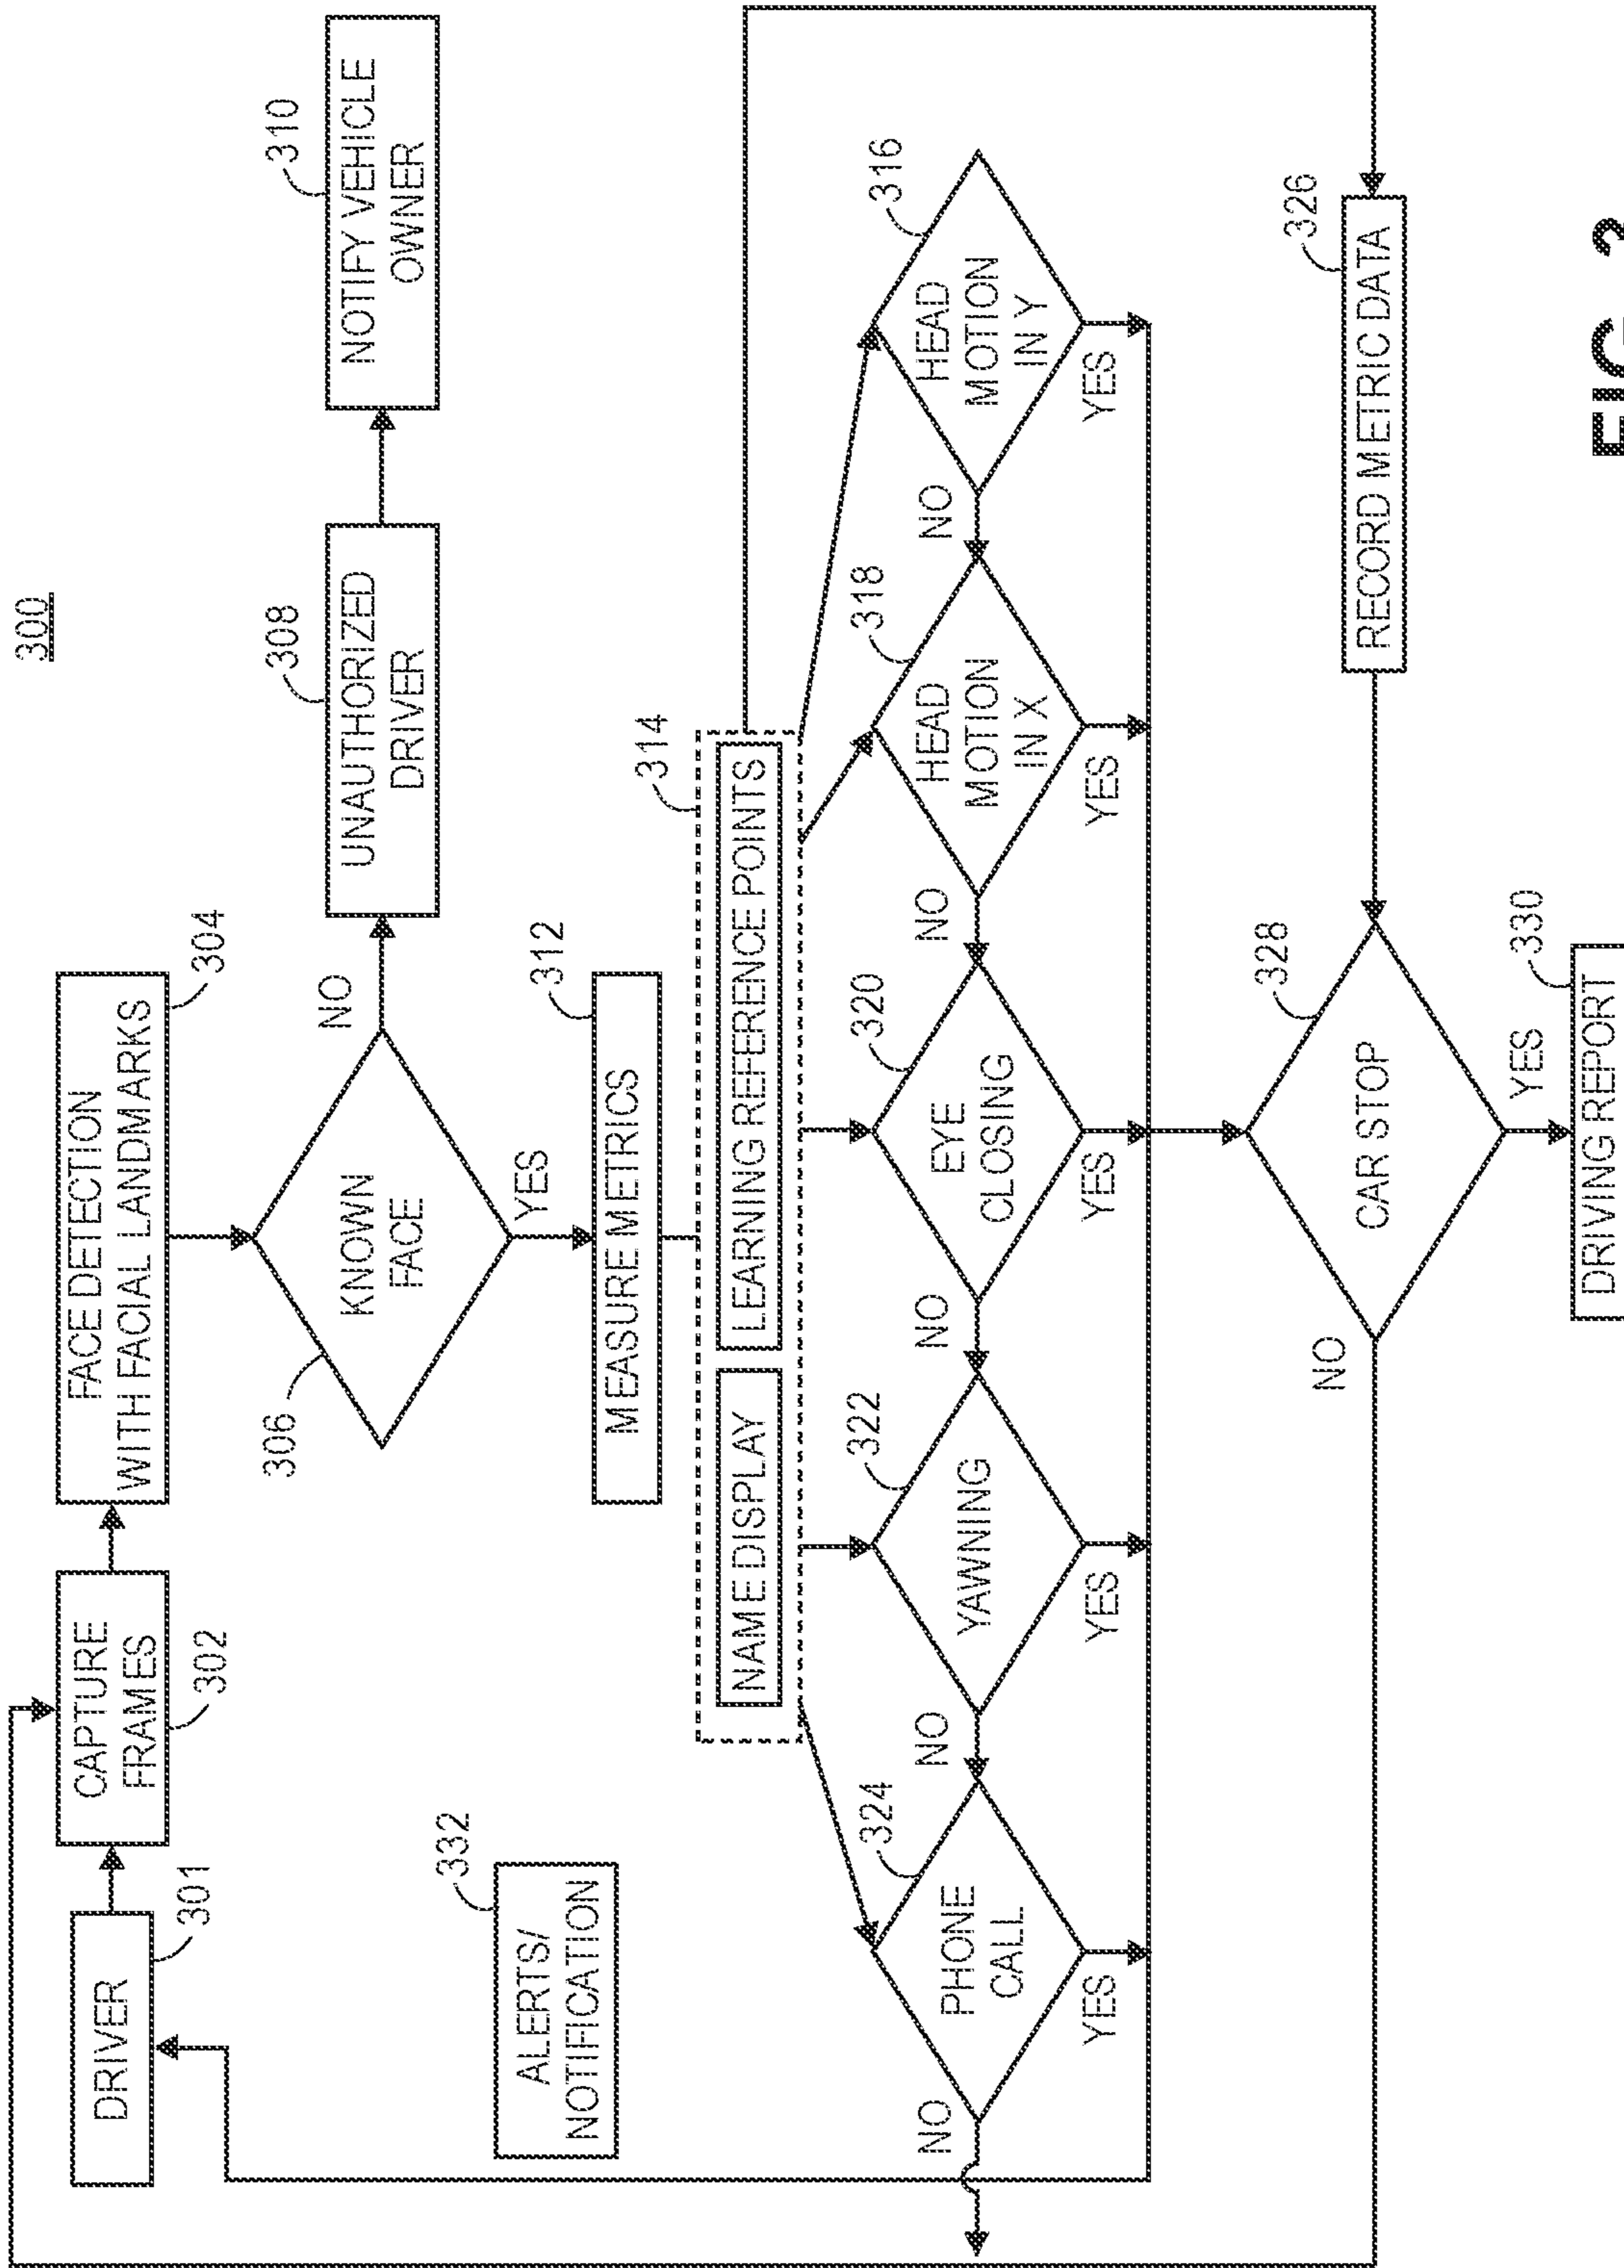 300
DRIVER
301
CAPTURE
FRAMES
302
FACE DETECTION
WITH FACIAL LANDMARKS
304
306
KNOWN
FACE
NO
YES
308
UNAUTHORIZED
DRIVER
310
NOTIFY VEHICLE
OWNER
332
ALERTS/
NOTIFICATION
312
MEASURE METRICS
314
NAME DISPLAY
LEARNING REFERENCE POINTS
324
PHONE
CALL
NO
YES
322
YAWNING
NO
YES
320
EYE
CLOSING
NO
YES
318
HEAD
MOTION
IN X
NO
YES
316
HEAD
MOTION
IN Y
NO
YES
326
RECORD METRIC DATA
328
CAR STOP
NO
YES
330
DRIVING REPORT